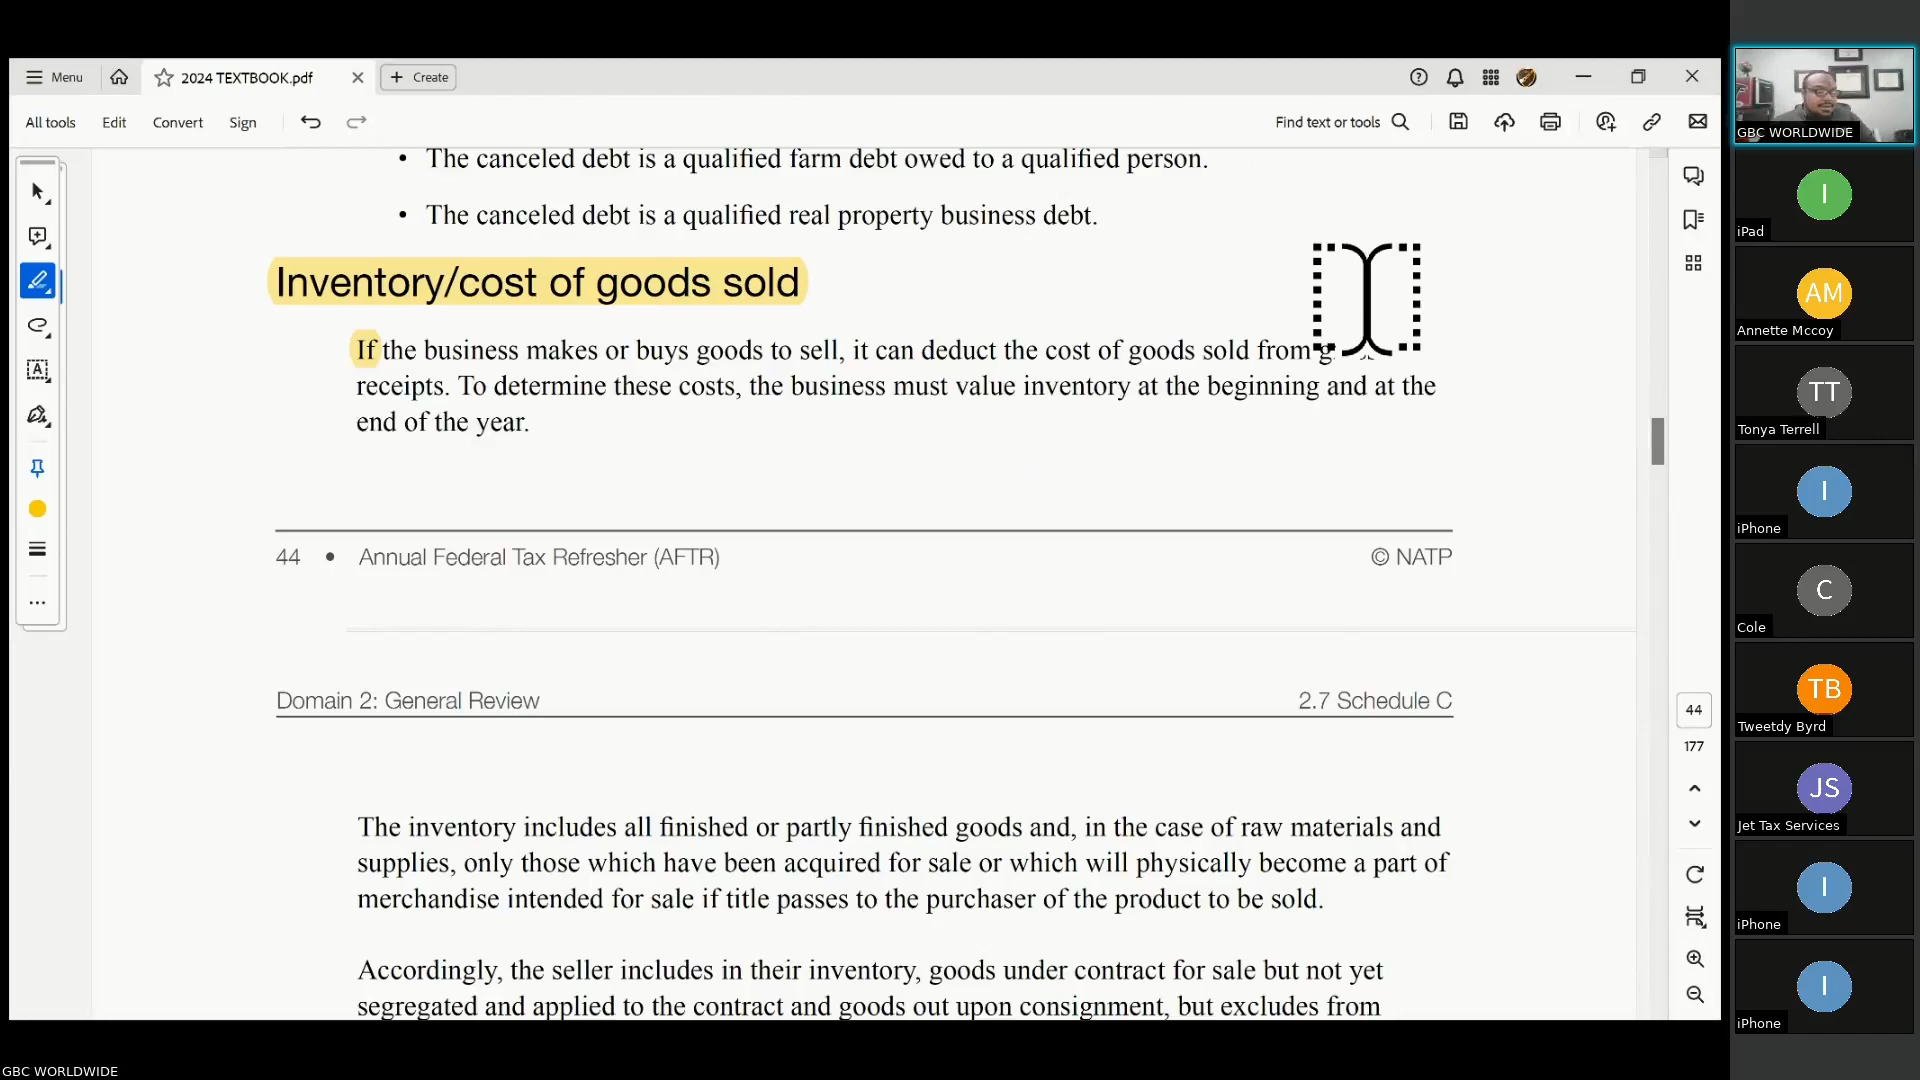 Menu
2024 TEXTBOOK.pdf
Create
All tools
Edit
Convert
Sign
Find text or tools
• The canceled debt is a qualified farm debt owed to a qualified person.
• The canceled debt is a qualified real property business debt.
Inventory/cost of goods sold
If the business makes or buys goods to sell, it can deduct the cost of goods sold from
receipts. To determine these costs, the business must value inventory at the beginning and at the
end of the year.
44 • Annual Federal Tax Refresher (AFTR) © NATP
Domain 2: General Review 2.7 Schedule C
The inventory includes all finished or partly finished goods and, in the case of raw materials and
supplies, only those which have been acquired for sale or which will physically become a part of
merchandise intended for sale if title passes to the purchaser of the product to be sold.
Accordingly, the seller includes in their inventory, goods under contract for sale but not yet
segregated and applied to the contract and goods out upon consignment, but excludes from
44
177
GBC WORLDWIDE
I
iPad
AM
Annette Mccoy
TT
Tonya Terrell
I
iPhone
C
Cole
TB
Tweetdy Byrd
JS
Jet Tax Services
I
iPhone
I
iPhone
GBC WORLDWIDE